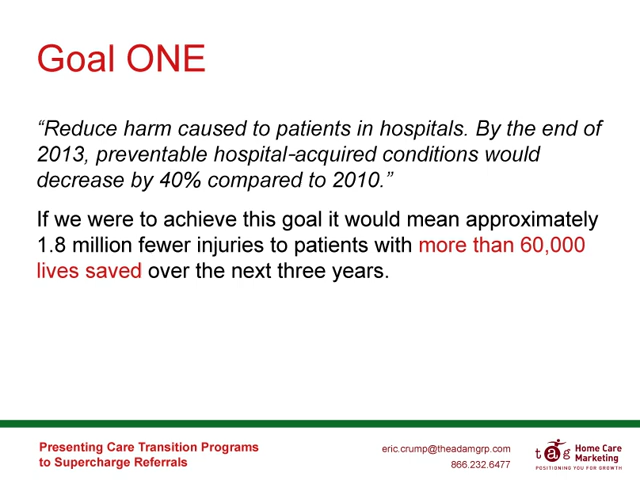 Goal ONE
“Reduce harm caused to patients in hospitals. By the end of
2013, preventable hospital-acquired conditions would
decrease by 40% compared to 2010.”
If we were to achieve this goal it would mean approximately
1.8 million fewer injuries to patients with more than 60,000
lives saved over the next three years.
Presenting Care Transition Programs
to Supercharge Referrals
eric.crump@theadamgrp.com
866.232.6477
tag Home Care
Marketing
POSITIONING YOU FOR GROWTH